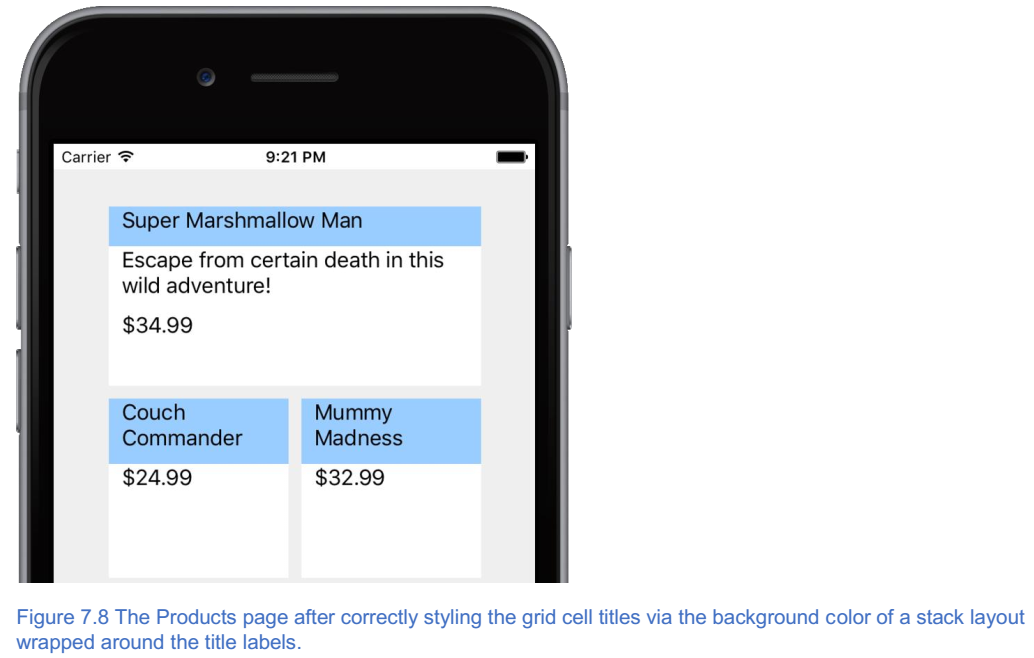 Carrier 9:21 PM
Super Marshmallow Man
Escape from certain death in this
wild adventure!
$34.99
Couch
Commander
$24.99
Mummy
Madness
$32.99
Figure 7.8 The Products page after correctly styling the grid cell titles via the background color of a stack layout
wrapped around the title labels.